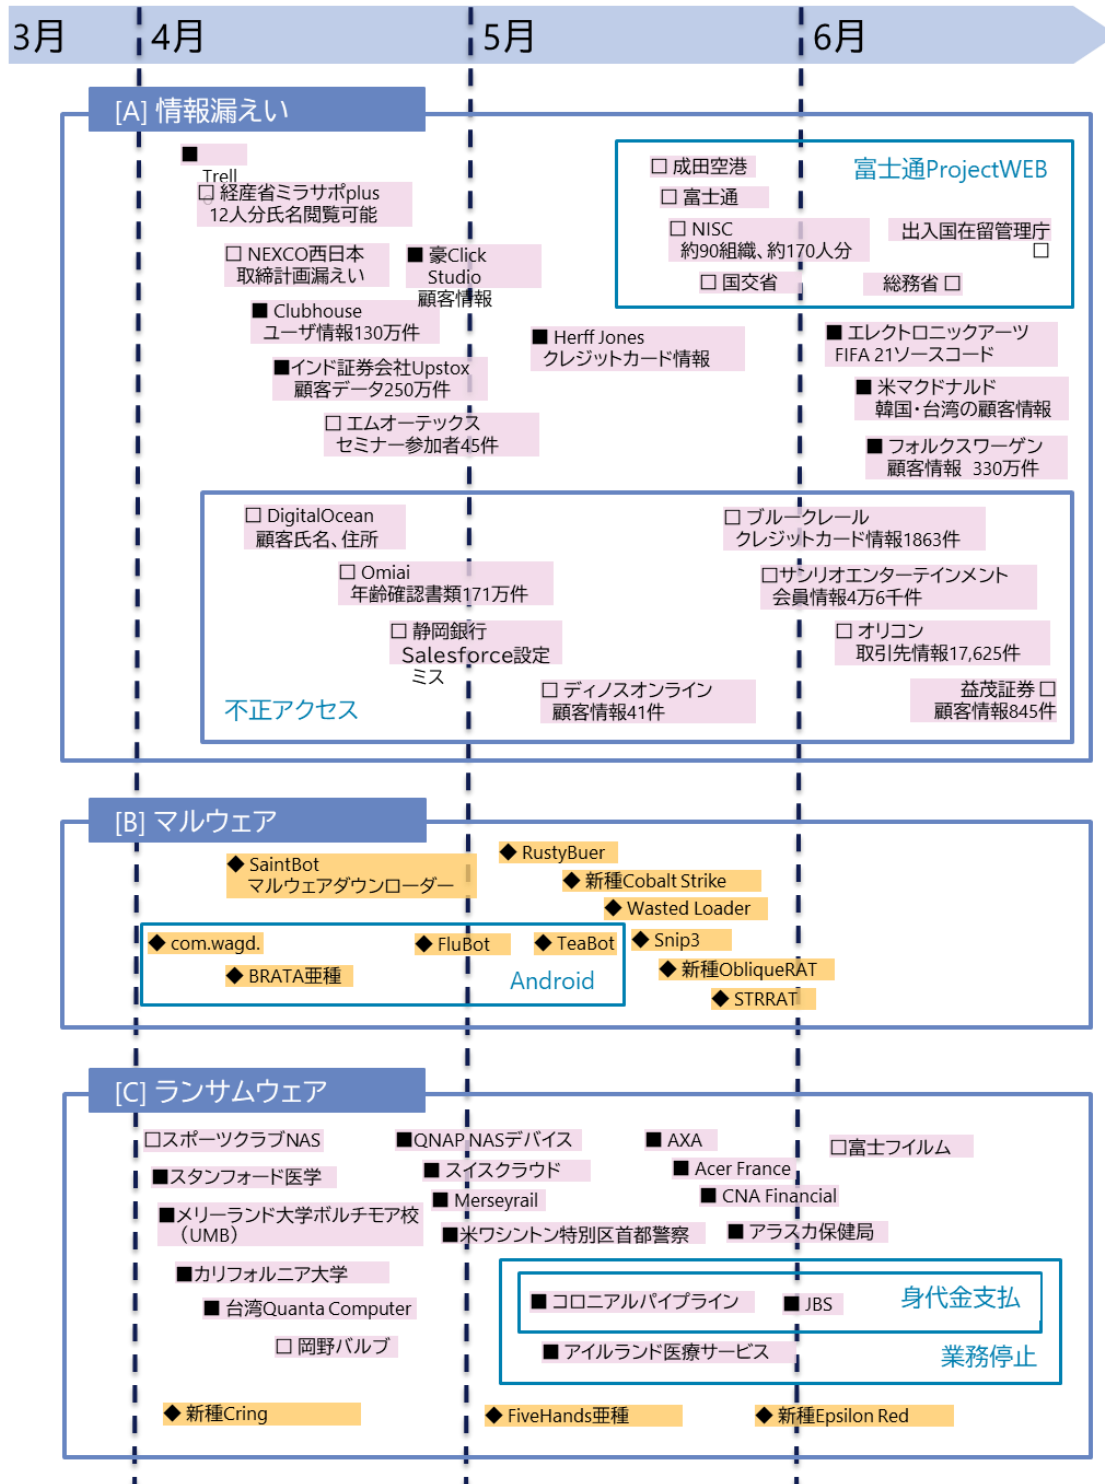 3月
4月
5月
6月
[A] 情報漏えい
■
Trell
o
□ 経産省ミラサポplus
12人分氏名閲覧可能
□ NEXCO西日本
取締計画漏えい
■ 豪Click
Studio
顧客情報
■ Clubhouse
ユーザ情報130万件
■インド証券会社Upstox
顧客データ250万件
□ エムオーテックス
セミナー参加者45件
富士通ProjectWEB
□ 成田空港
□ 富士通
□ NISC
約90組織、約170人分
出入国在留管理庁
□
□ 国交省
総務省 □
■ Herff Jones
クレジットカード情報
■ エレクトロニックアーツ
FIFA 21ソースコード
■ 米マクドナルド
韓国・台湾の顧客情報
■ フォルクスワーゲン
顧客情報 330万件
□ DigitalOcean
顧客氏名、住所
□ Omiai
年齢確認書類171万件
□ 静岡銀行
Salesforce設定
ミス
□ ディノスオンライン
顧客情報41件
□ ブルークレール
クレジットカード情報1863件
□サンリオエンターテインメント
会員情報4万6千件
□ オリコン
取引先情報17,625件
益茂証券 □
顧客情報845件
不正アクセス
[B] マルウェア
◆ SaintBot
マルウェアダウンローダー
◆ RustyBuer
◆ 新種Cobalt Strike
◆ Wasted Loader
◆ com.wagd.
◆ FluBot
◆ TeaBot
◆ Snip3
◆ BRATA亜種
Android
◆ 新種ObliqueRAT
◆ STRRAT
[C] ランサムウェア
□スポーツクラブNAS
■スタンフォード医学
■メリーランド大学ボルチモア校
（UMB）
■カリフォルニア大学
■ 台湾Quanta Computer
□ 岡野バルブ
■QNAP NASデバイス
■ スイスクラウド
■ Merseyrail
■米ワシントン特別区首都警察
■ AXA
■ Acer France
■ CNA Financial
■ アラスカ保健局
□富士フイルム
■ コロニアルパイプライン
■ JBS
身代金支払
■ アイルランド医療サービス
業務停止
◆ 新種Cring
◆ FiveHands亜種
◆ 新種Epsilon Red